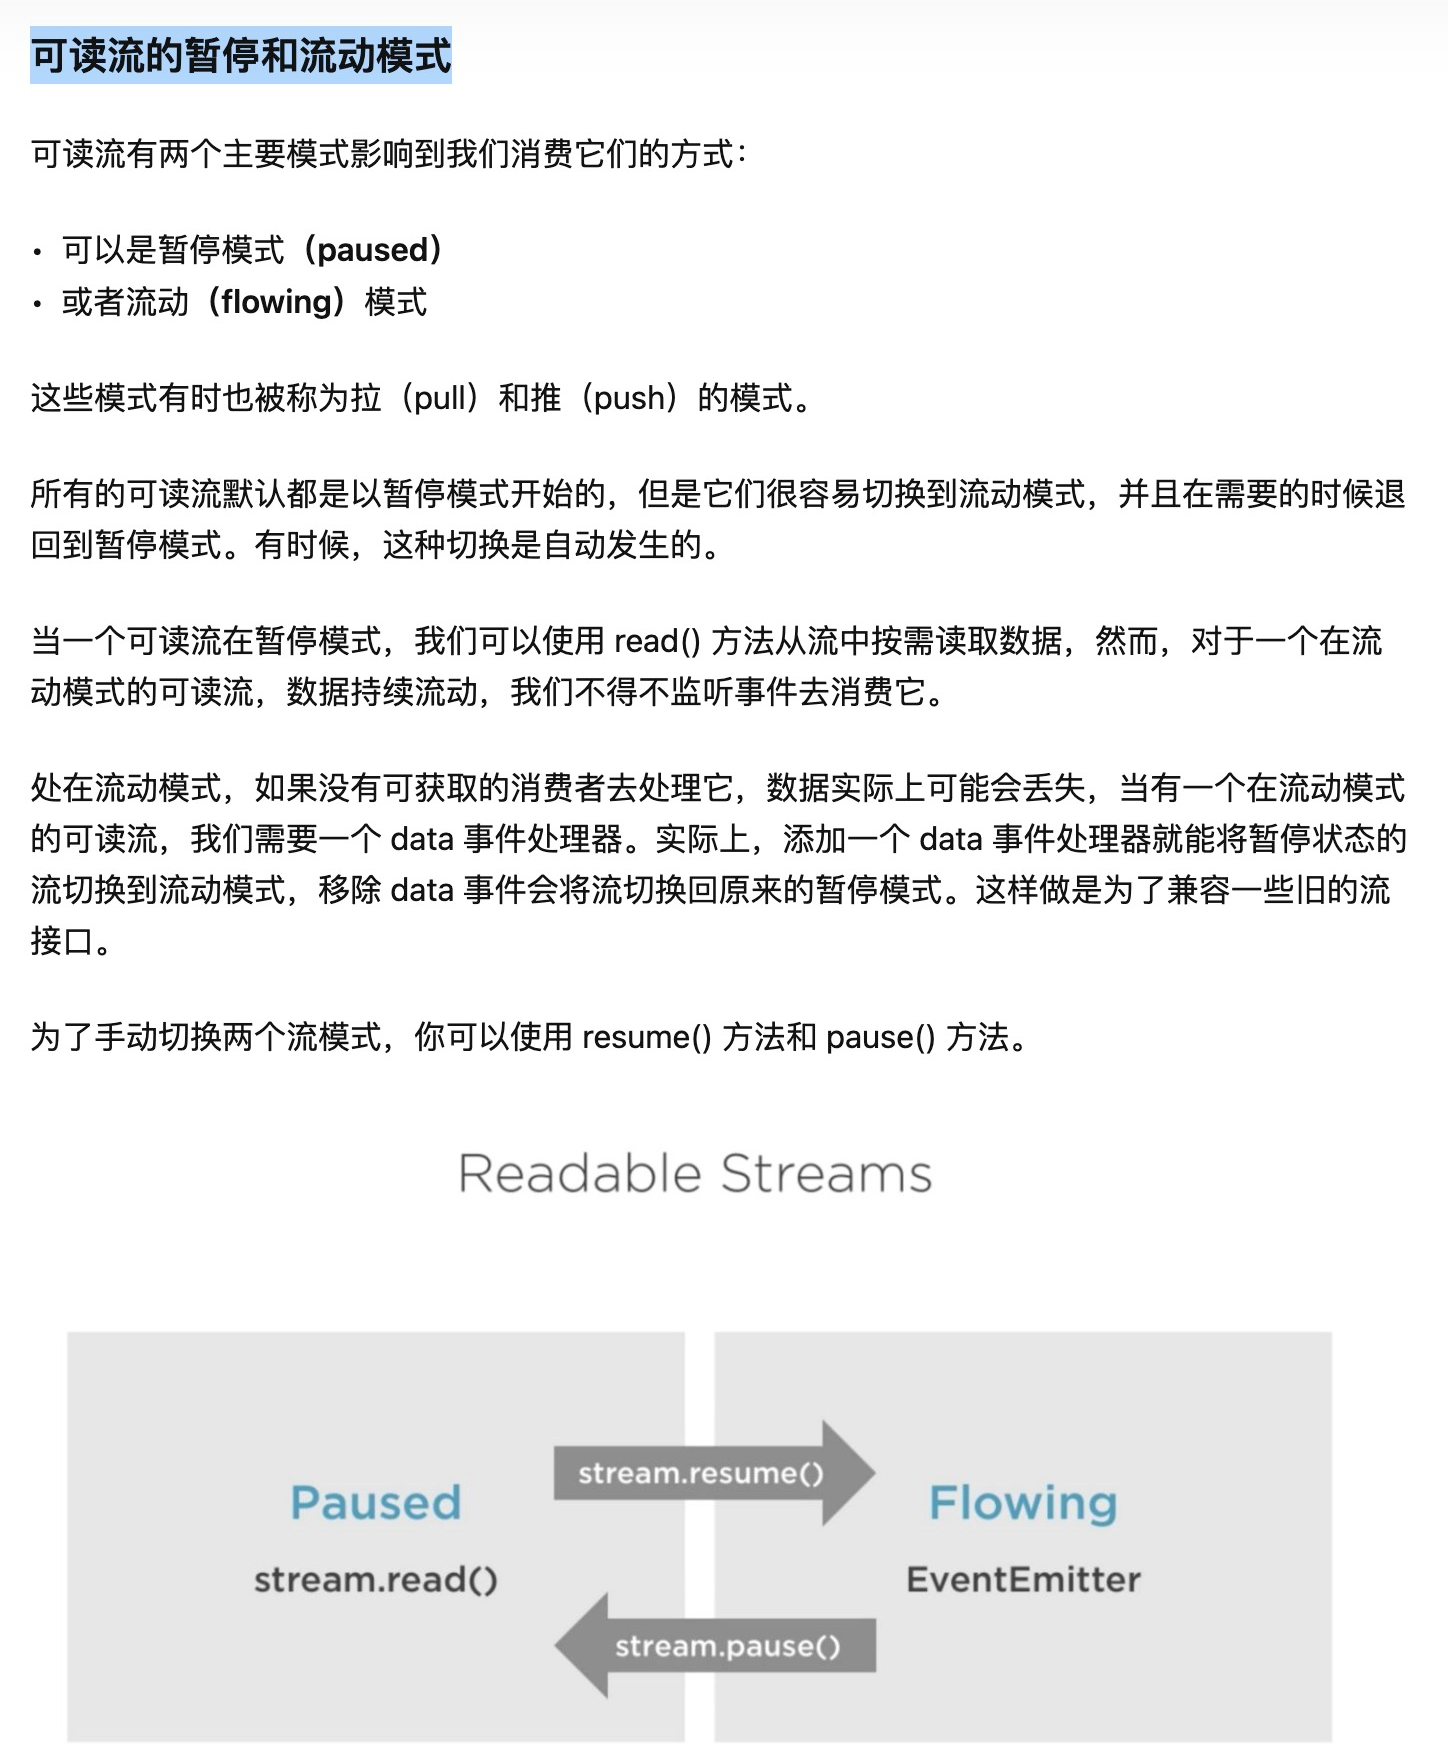 可读流的暂停和流动模式
可读流有两个主要模式影响到我们消费它们的方式：
• 可以是暂停模式（paused）
• 或者流动（flowing）模式
这些模式有时也被称为拉（pull）和推（push）的模式。
所有的可读流默认都是以暂停模式开始的，但是它们很容易切换到流动模式，并且在需要的时候退
回到暂停模式。有时候，这种切换是自动发生的。
当一个可读流在暂停模式，我们可以使用 read() 方法从流中按需读取数据，然而，对于一个在流
动模式的可读流，数据持续流动，我们不得不监听事件去消费它。
处在流动模式，如果没有可获取的消费者去处理它，数据实际上可能会丢失，当有一个在流动模式
的可读流，我们需要一个 data 事件处理器。实际上，添加一个 data 事件处理器就能将暂停状态的
流切换到流动模式，移除 data 事件会将流切换回原来的暂停模式。这样做是为了兼容一些旧的流
接口。
为了手动切换两个流模式，你可以使用 resume() 方法和 pause() 方法。
Readable Streams
stream.resume()
Paused
Flowing
stream.read()
EventEmitter
stream.pause()